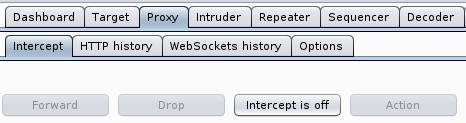 Dashboard Target Proxy Intruder Repeater Sequencer Decoder
Intercept HTTP history WebSockets history Options
Forward Drop Intercept is off Action